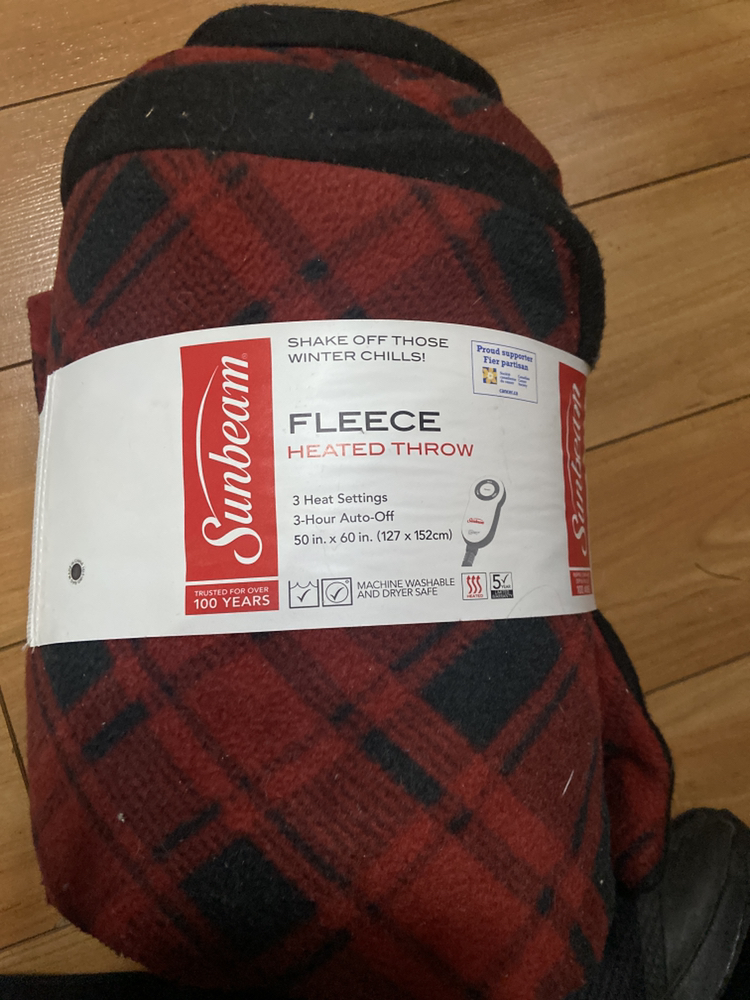 SHAKE OFF THOSE
WINTER CHILLS!
Proud supporter
Fier partisan
Sunbeam®
FLEECE
HEATED THROW
3 Heat Settings
3-Hour Auto-Off
50 in. x 60 in. (127 x 152cm)
TRUSTED FOR OVER
100 YEARS
MACHINE WASHABLE
AND DRYER SAFE
HEATED
5
Sunbeam